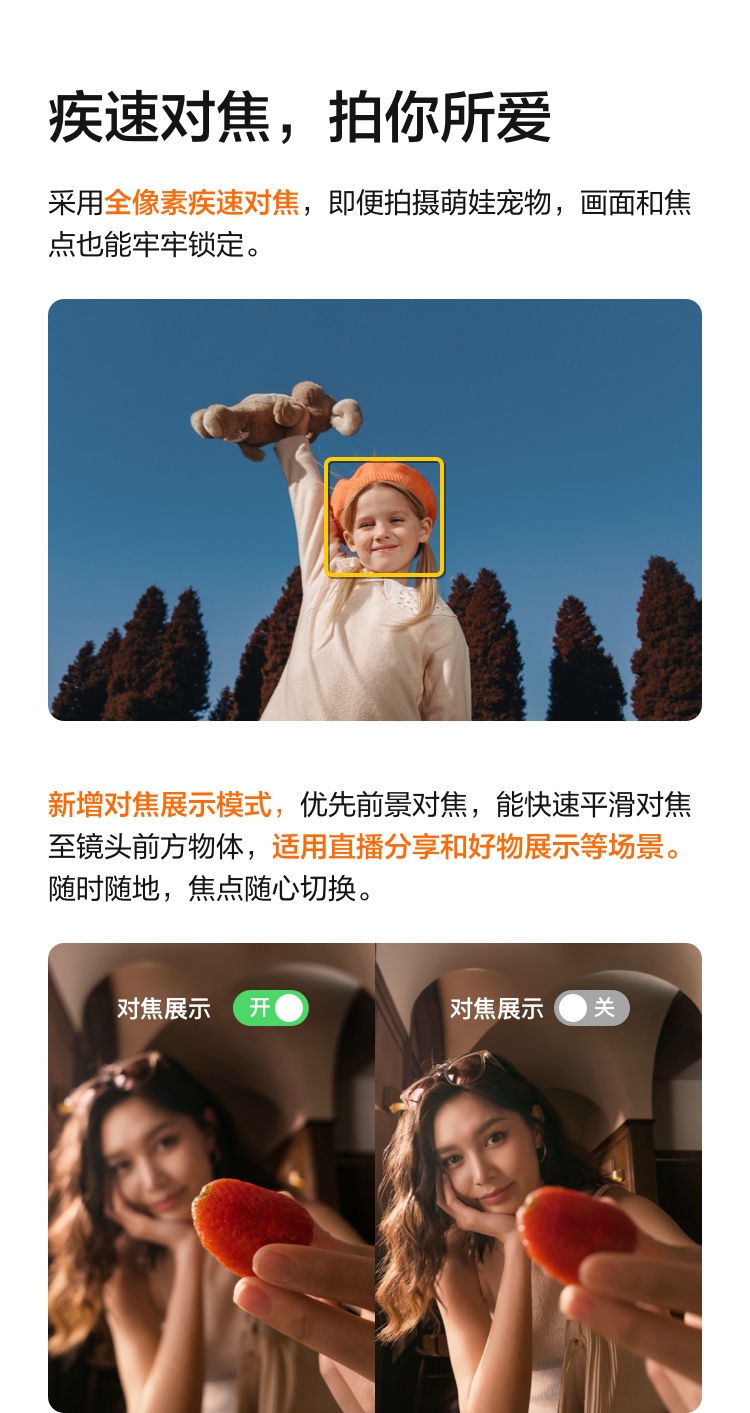 疾速对焦，拍你所爱
采用全像素疾速对焦，即便拍摄萌娃宠物，画面和焦
点也能牢牢锁定。
新增对焦展示模式，优先前景对焦，能快速平滑对焦
至镜头前方物体，适用直播分享和好物展示等场景。
随时随地，焦点随心切换。
对焦展示 开
对焦展示 关